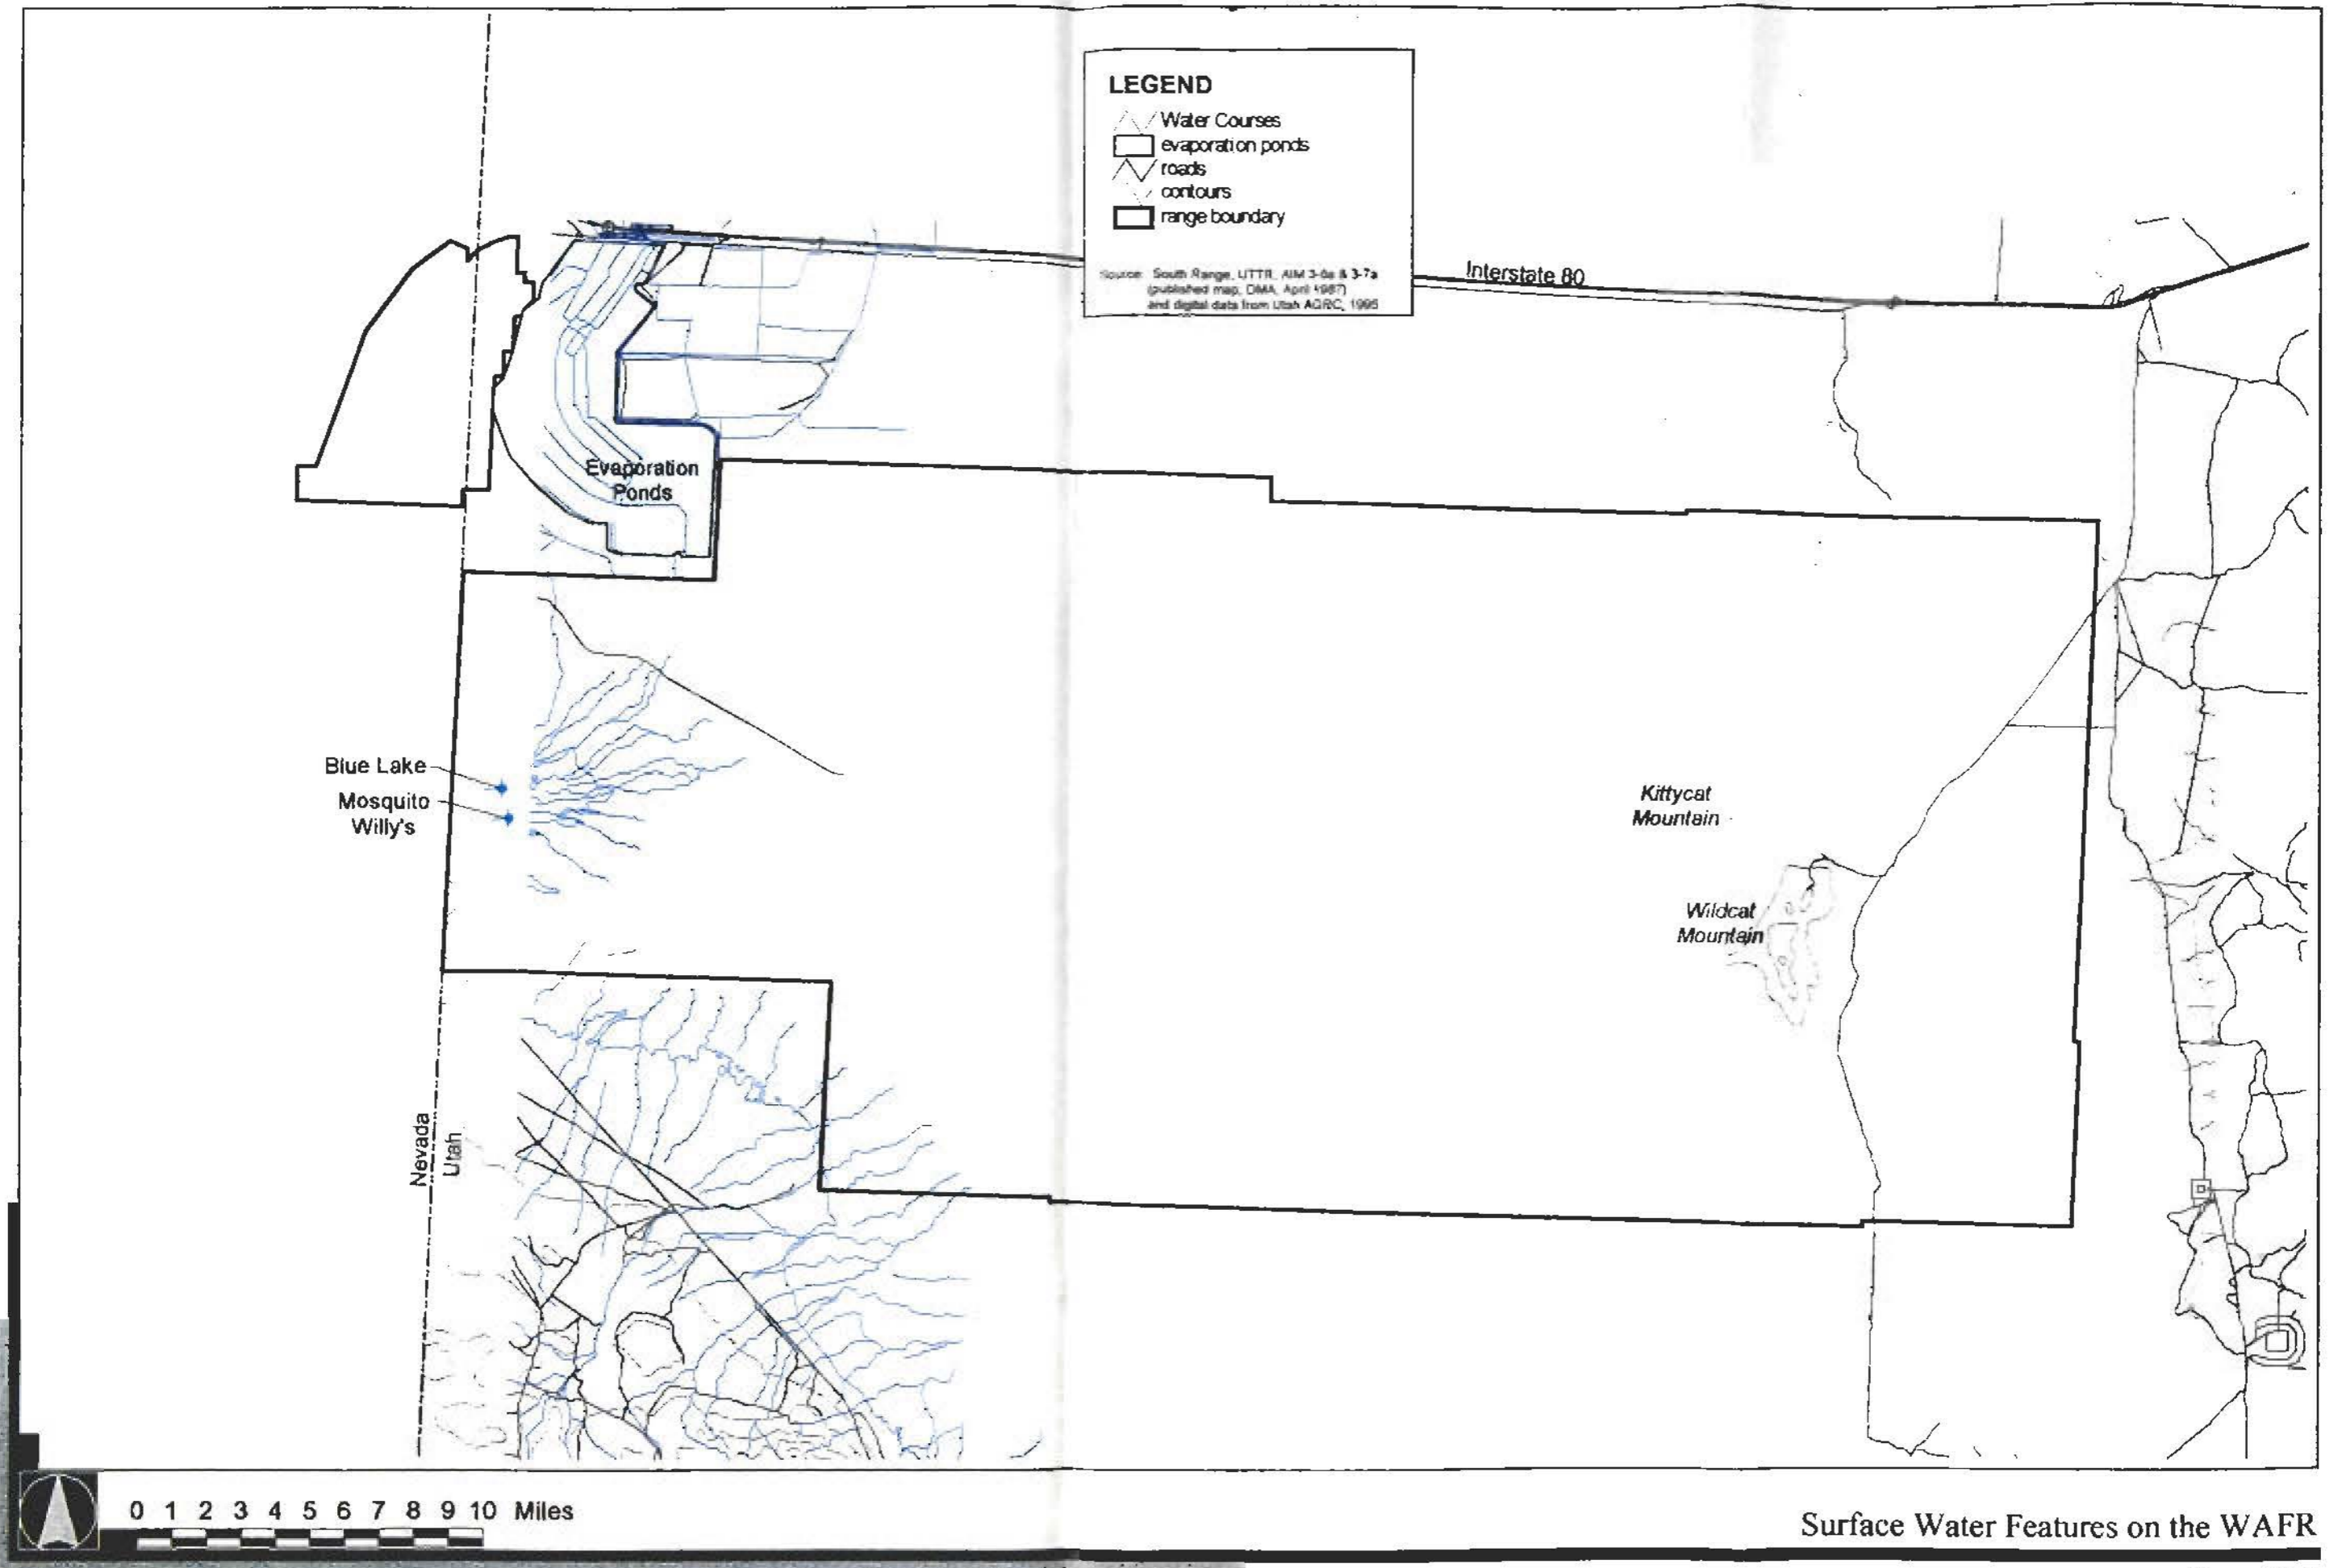 LEGEND
Water Courses
evaporation ponds
roads
contours
range boundary
Source: South Range, UTTR, AIM 3-6a & 3-7a
(published map, DMA, April 1987)
and digital data from Utah AGRC, 1995
Interstate 80
Evaporation
Ponds
Blue Lake
Mosquito
Willy's
Kittycat
Mountain
Wildcat
Mountain
Nevada
Utah
0 1 2 3 4 5 6 7 8 9 10 Miles
Surface Water Features on the WAFR